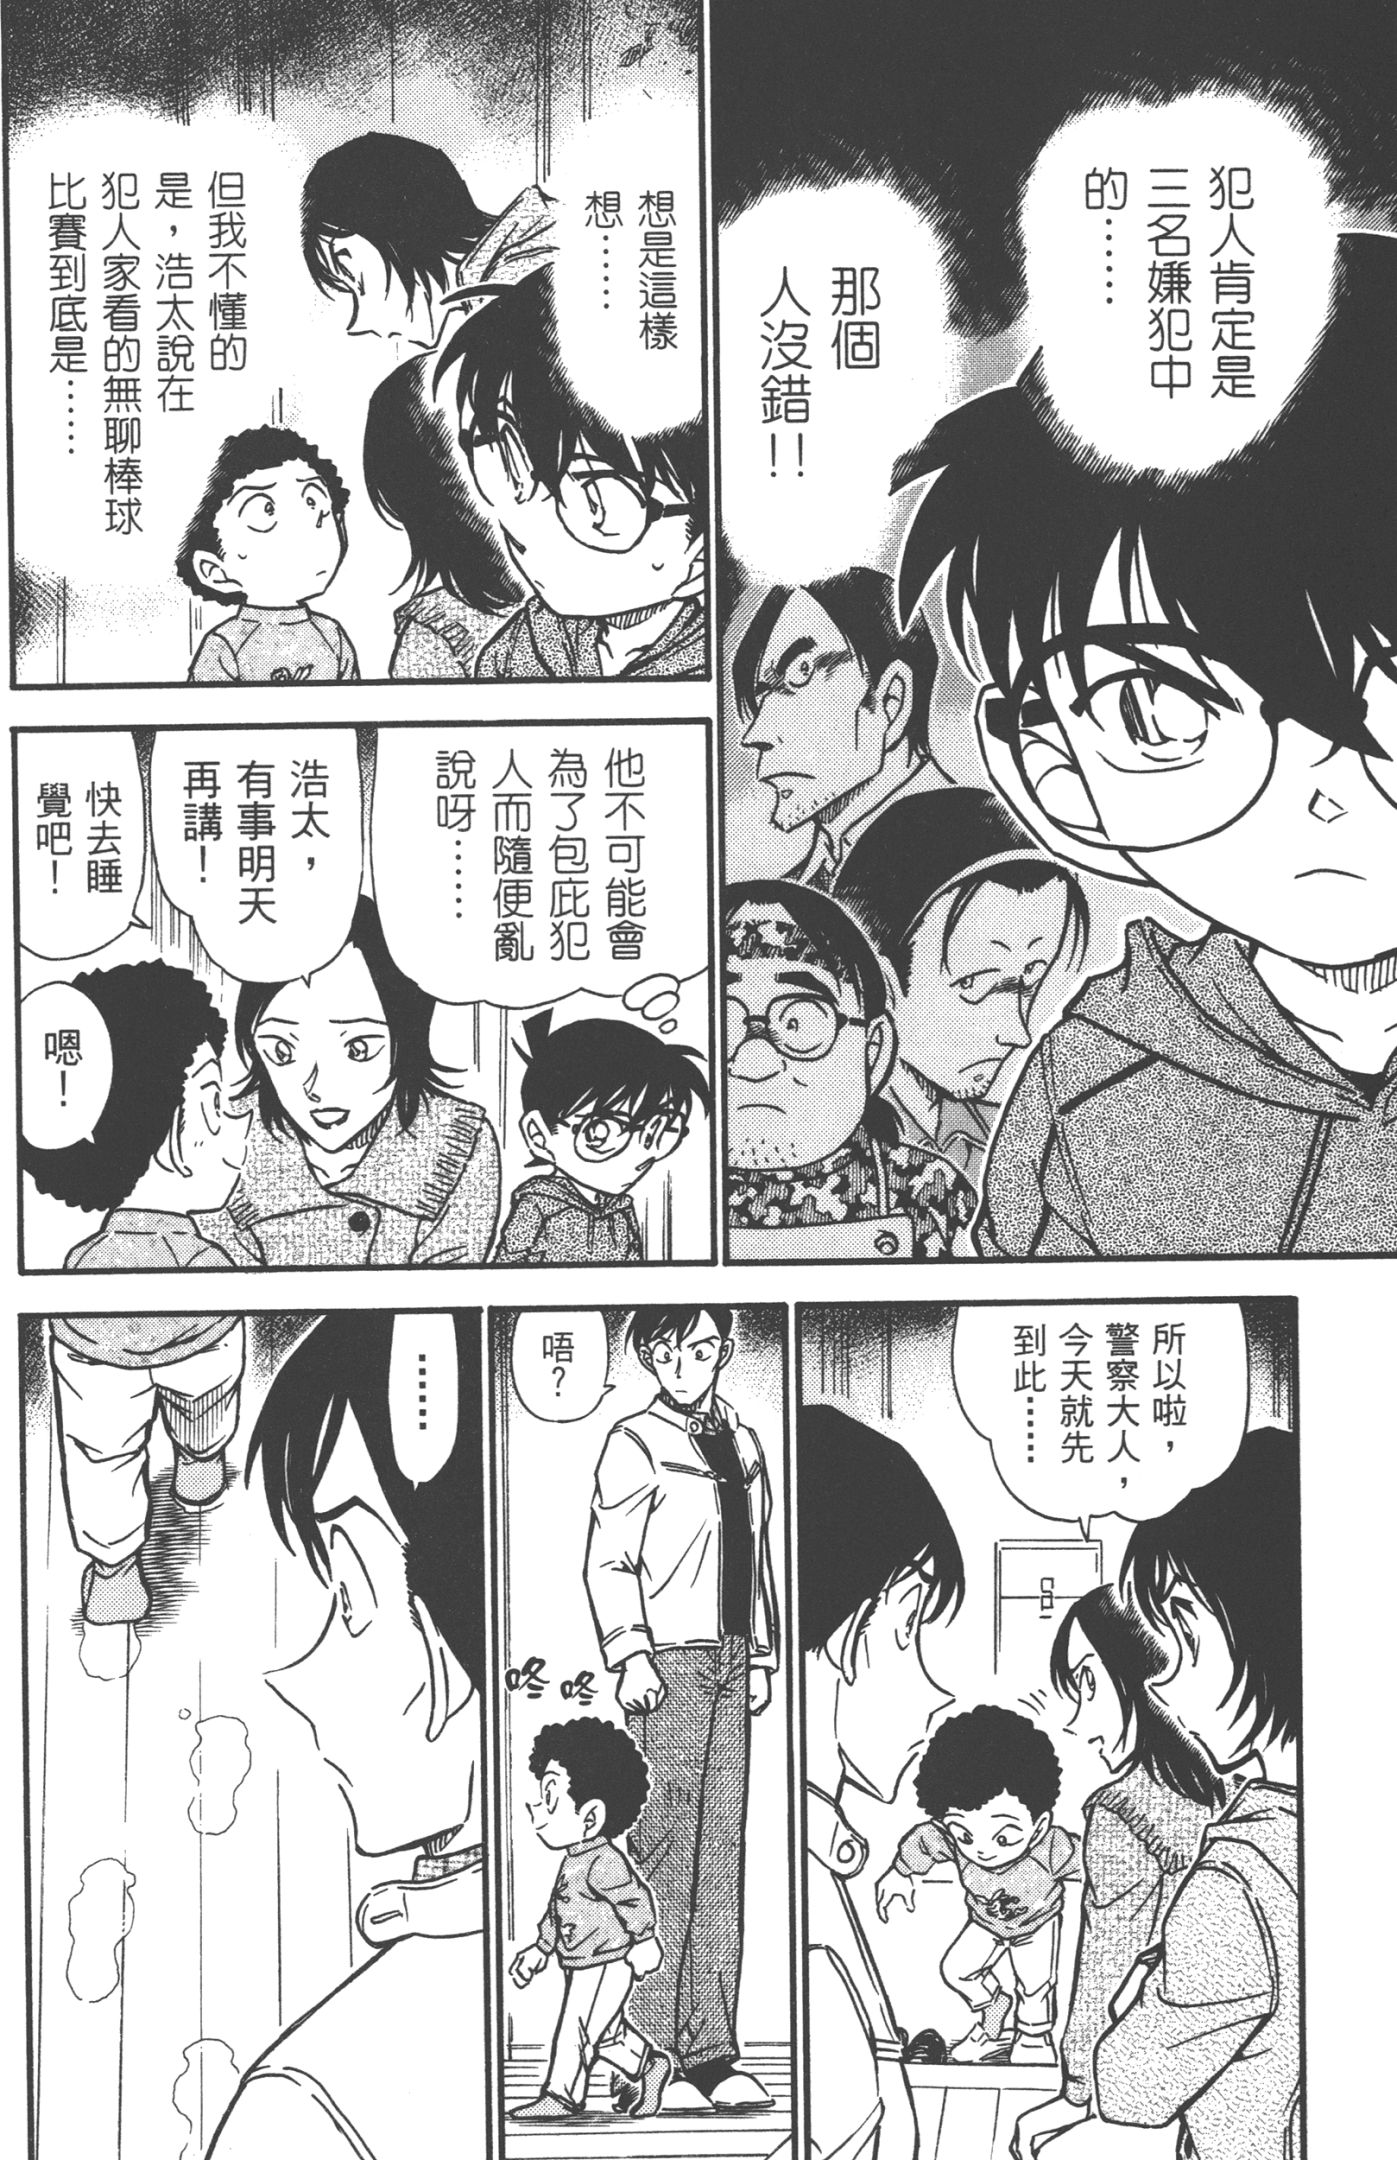 犯人肯定是
三名嫌犯中
的……
那個
人沒錯!!
想是這樣
想……
但我不懂的
是，浩太說在
犯人家看的無聊棒球
比賽到底是……
他不可能會
為了包庇犯
人而隨便亂
說呀……
浩太，
有事明天
再講！
快去睡
覺吧！
嗯！
所以啦，
警察大人，
今天就先
到此……
唔？
咚咚
……